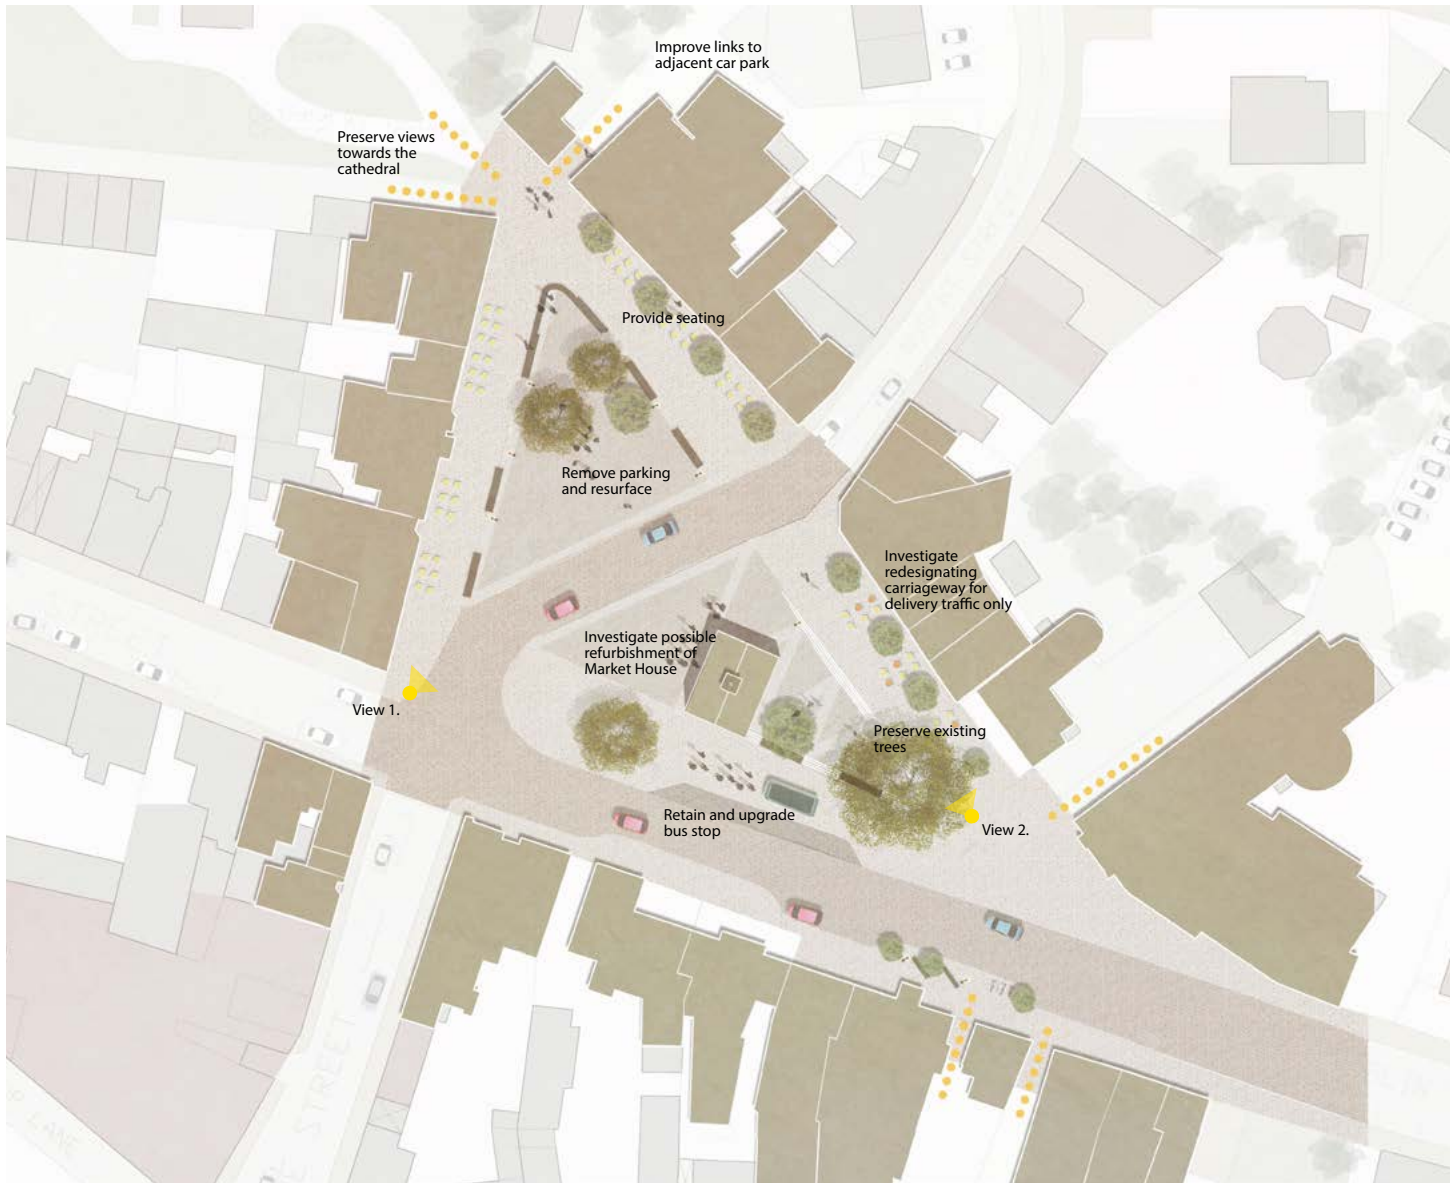 Improve links to
adjacent car park
Preserve views
towards the
cathedral
Provide seating
Remove parking
and resurface
Investigate
redesignating
carriageway for
delivery traffic only
Investigate possible
refurbishment of
Market House
View 1.
Preserve existing
trees
Retain and upgrade
bus stop
View 2.
STREET
LANE